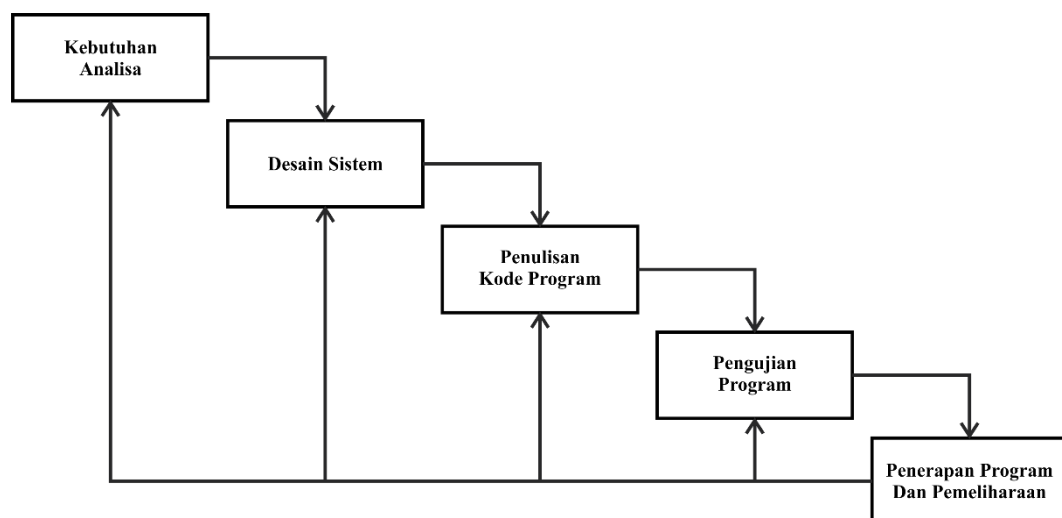 Kebutuhan
Analisa
Desain Sistem
Penulisan
Kode Program
Pengujian
Program
Penerapan Program
Dan Pemeliharaan